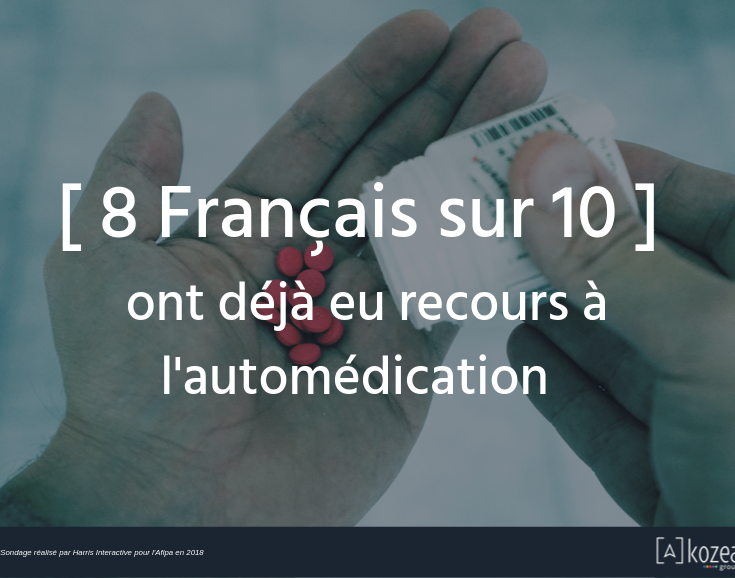 [ 8 Français sur 10 ]
ont déjà eu recours à
l'automédication
Sondage réalisé par Harris Interactive pour l'Afipa en 2018
[A]kozea
group